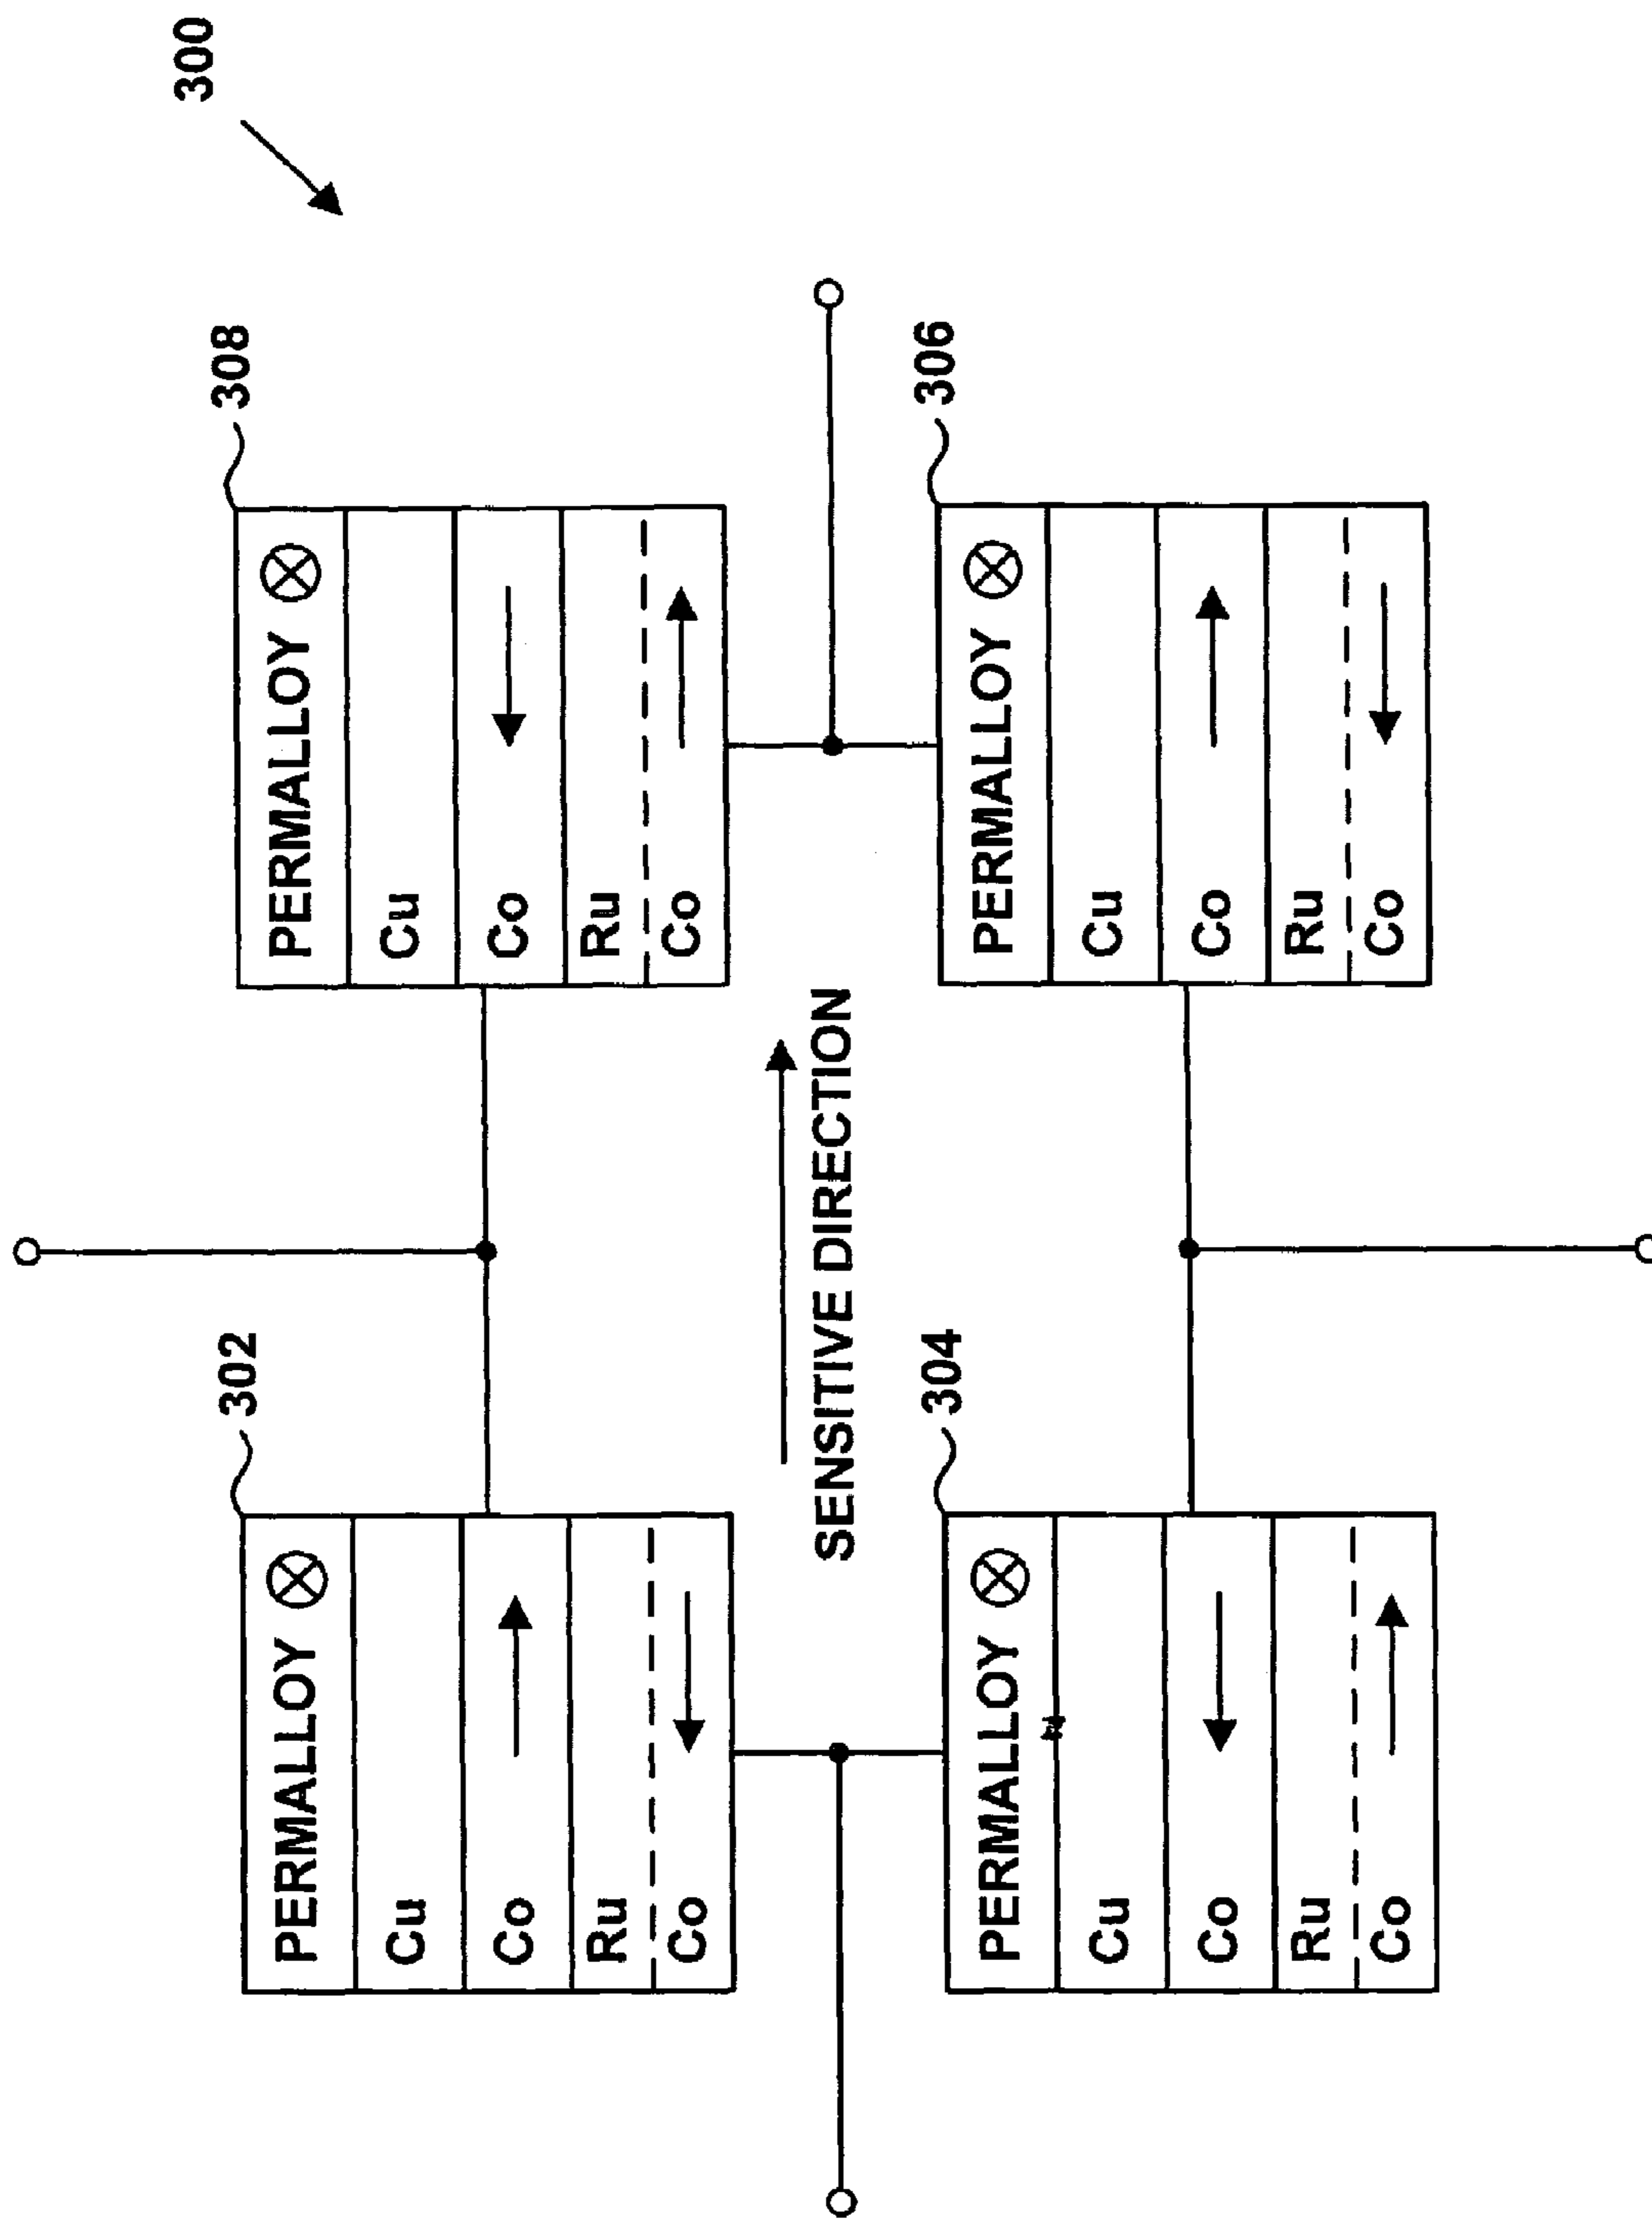 300
302
PERMALLOY
Cu
Co
Ru
Co
308
PERMALLOY
Cu
Co
Ru
Co
SENSITIVE DIRECTION
304
PERMALLOY
Cu
Co
Ru
Co
306
PERMALLOY
Cu
Co
Ru
Co